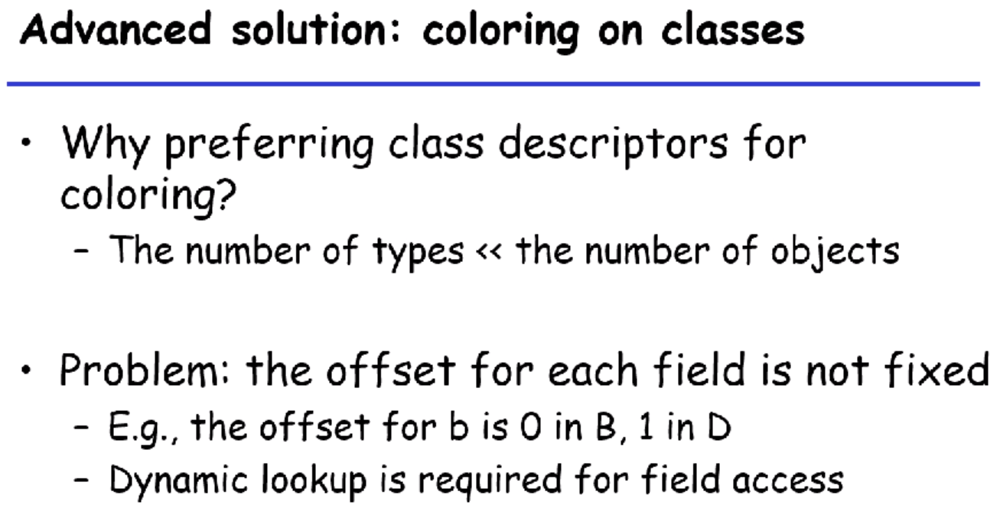 Advanced solution: coloring on classes
• Why preferring class descriptors for
coloring?
– The number of types << the number of objects
• Problem: the offset for each field is not fixed
– E.g., the offset for b is 0 in B, 1 in D
– Dynamic lookup is required for field access